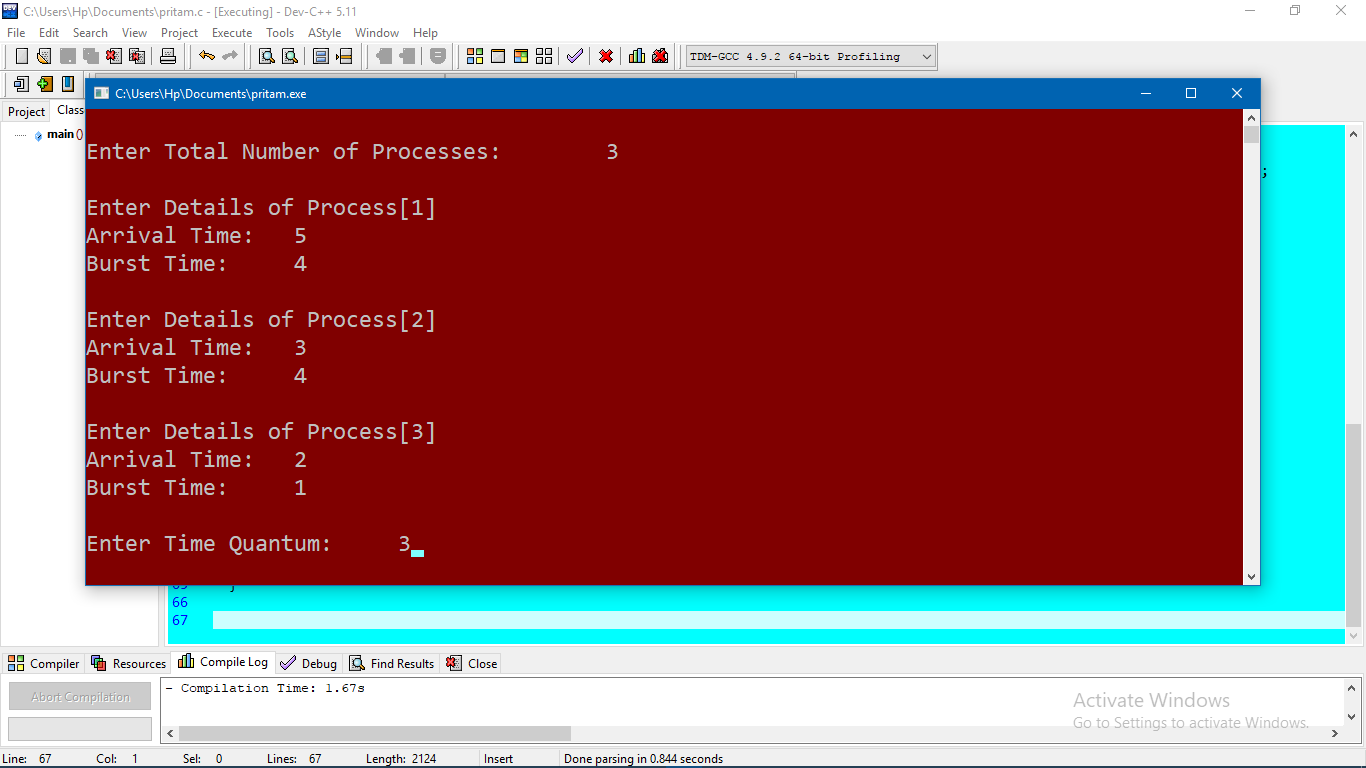 C:\Users\Hp\Documents\pritam.c - [Executing] - Dev-C++ 5.11
File Edit Search View Project Execute Tools AStyle Window Help
TDM-GCC 4.9.2 64-bit Profiling
C:\Users\Hp\Documents\pritam.exe
Project Class
main ()
Enter Total Number of Processes: 3
;
Enter Details of Process[1]
Arrival Time: 5
Burst Time: 4
Enter Details of Process[2]
Arrival Time: 3
Burst Time: 4
Enter Details of Process[3]
Arrival Time: 2
Burst Time: 1
Enter Time Quantum: 3
66
67
Compiler Resources Compile Log Debug Find Results Close
Abort Compilation
- Compilation Time: 1.67s
Activate Windows
Go to Settings to activate Windows.
Line: 67 Col: 1 Sel: 0 Lines: 67 Length: 2124 Insert Done parsing in 0.844 seconds